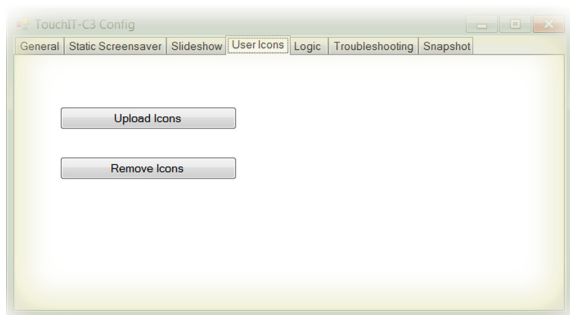 TouchIT-C3 Config
General Static Screensaver Slideshow User Icons Logic Troubleshooting Snapshot
Upload Icons
Remove Icons